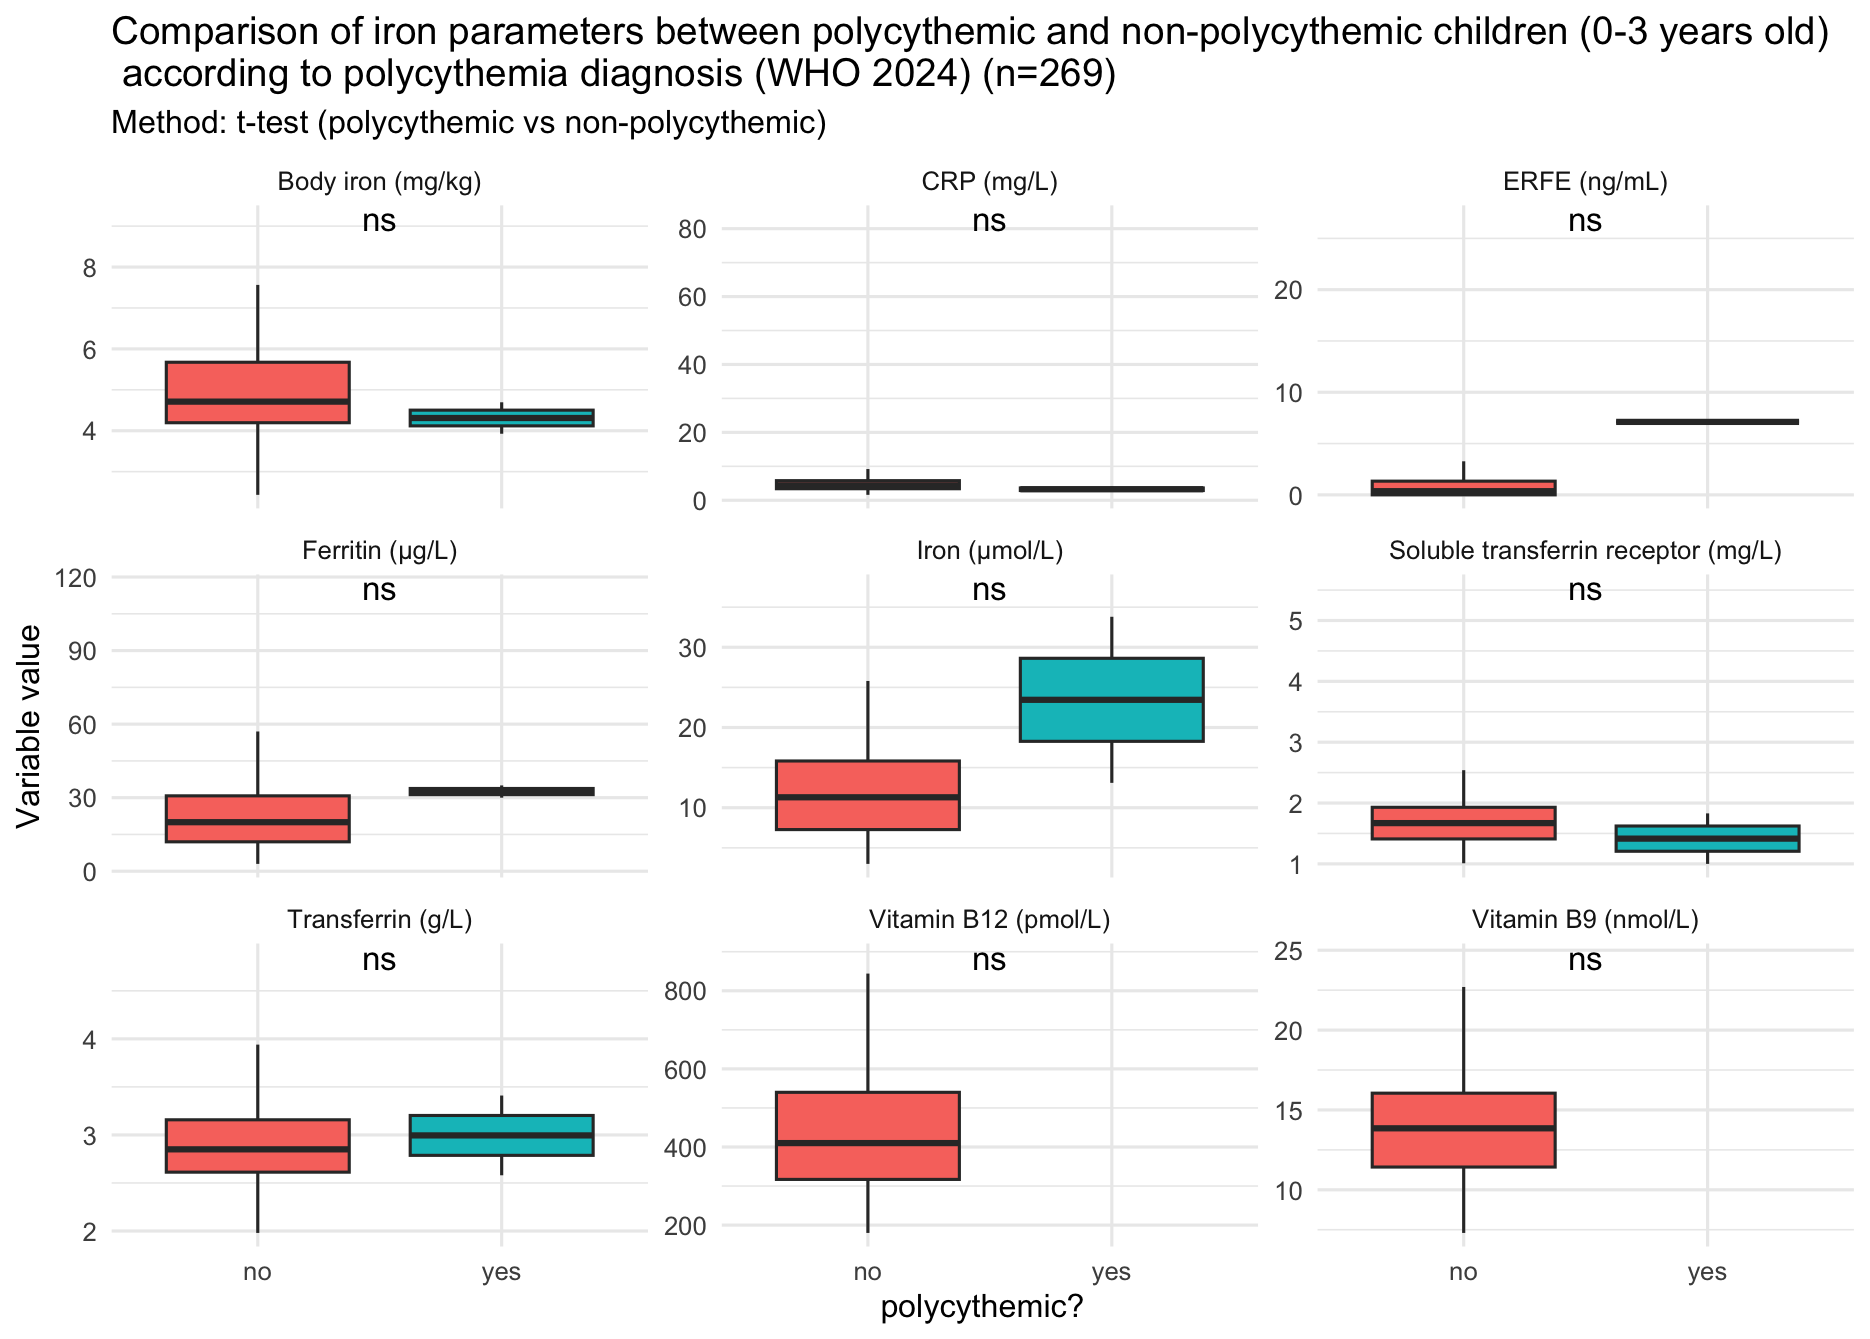 Comparison of iron parameters between polycythemic and non-polycythemic children (0-3 years old)
according to polycythemia diagnosis (WHO 2024) (n=269)
Method: t-test (polycythemic vs non-polycythemic)
Variable value
Body iron (mg/kg)
ns
8
6
4
CRP (mg/L)
ns
80
60
40
20
0
ERFE (ng/mL)
ns
20
10
0
Ferritin (µg/L)
ns
120
90
60
30
0
Iron (µmol/L)
ns
30
20
10
Soluble transferrin receptor (mg/L)
ns
5
4
3
2
1
Transferrin (g/L)
ns
4
3
2
no yes
Vitamin B12 (pmol/L)
ns
800
600
400
200
no yes
Vitamin B9 (nmol/L)
ns
25
20
15
10
no yes
polycythemic?